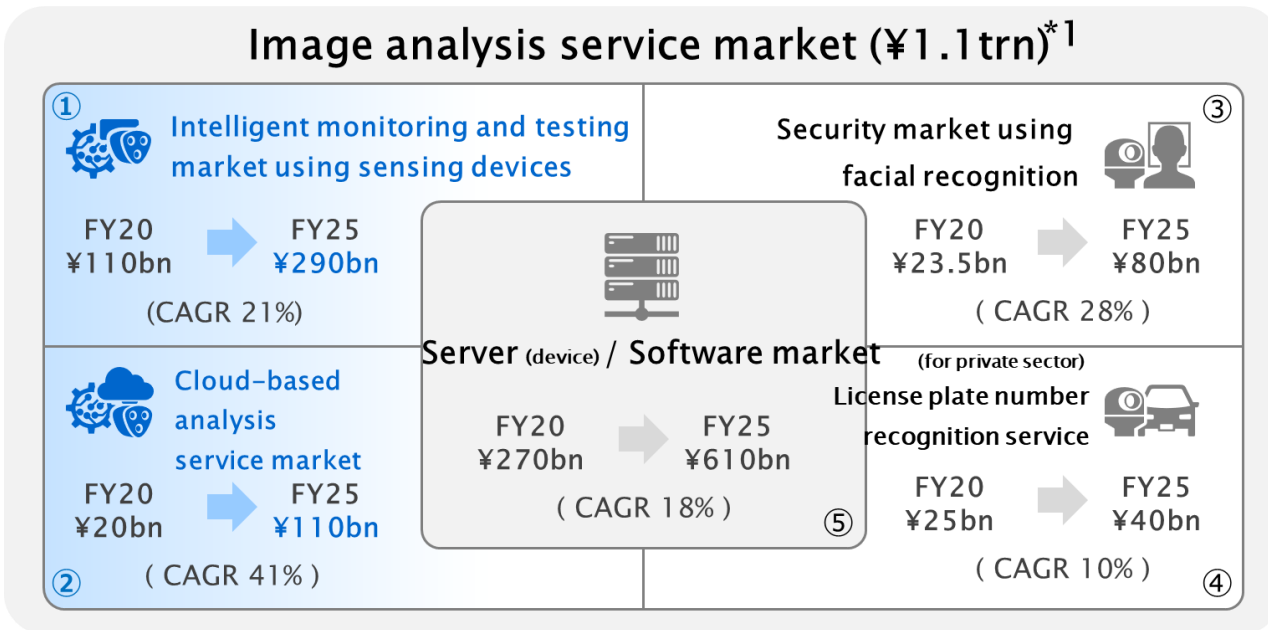 Image analysis service market (¥1.1trn)*1
①
Intelligent monitoring and testing
market using sensing devices
FY20
¥110bn
FY25
¥290bn
(CAGR 21%)
②
Cloud-based
analysis
service market
FY20
¥20bn
FY25
¥110bn
( CAGR 41% )
③
Security market using
facial recognition
FY20
¥23.5bn
FY25
¥80bn
( CAGR 28% )
④
(for private sector)
License plate number
recognition service
FY20
¥25bn
FY25
¥40bn
( CAGR 10% )
⑤
Server (device) / Software market
FY20
¥270bn
FY25
¥610bn
( CAGR 18% )